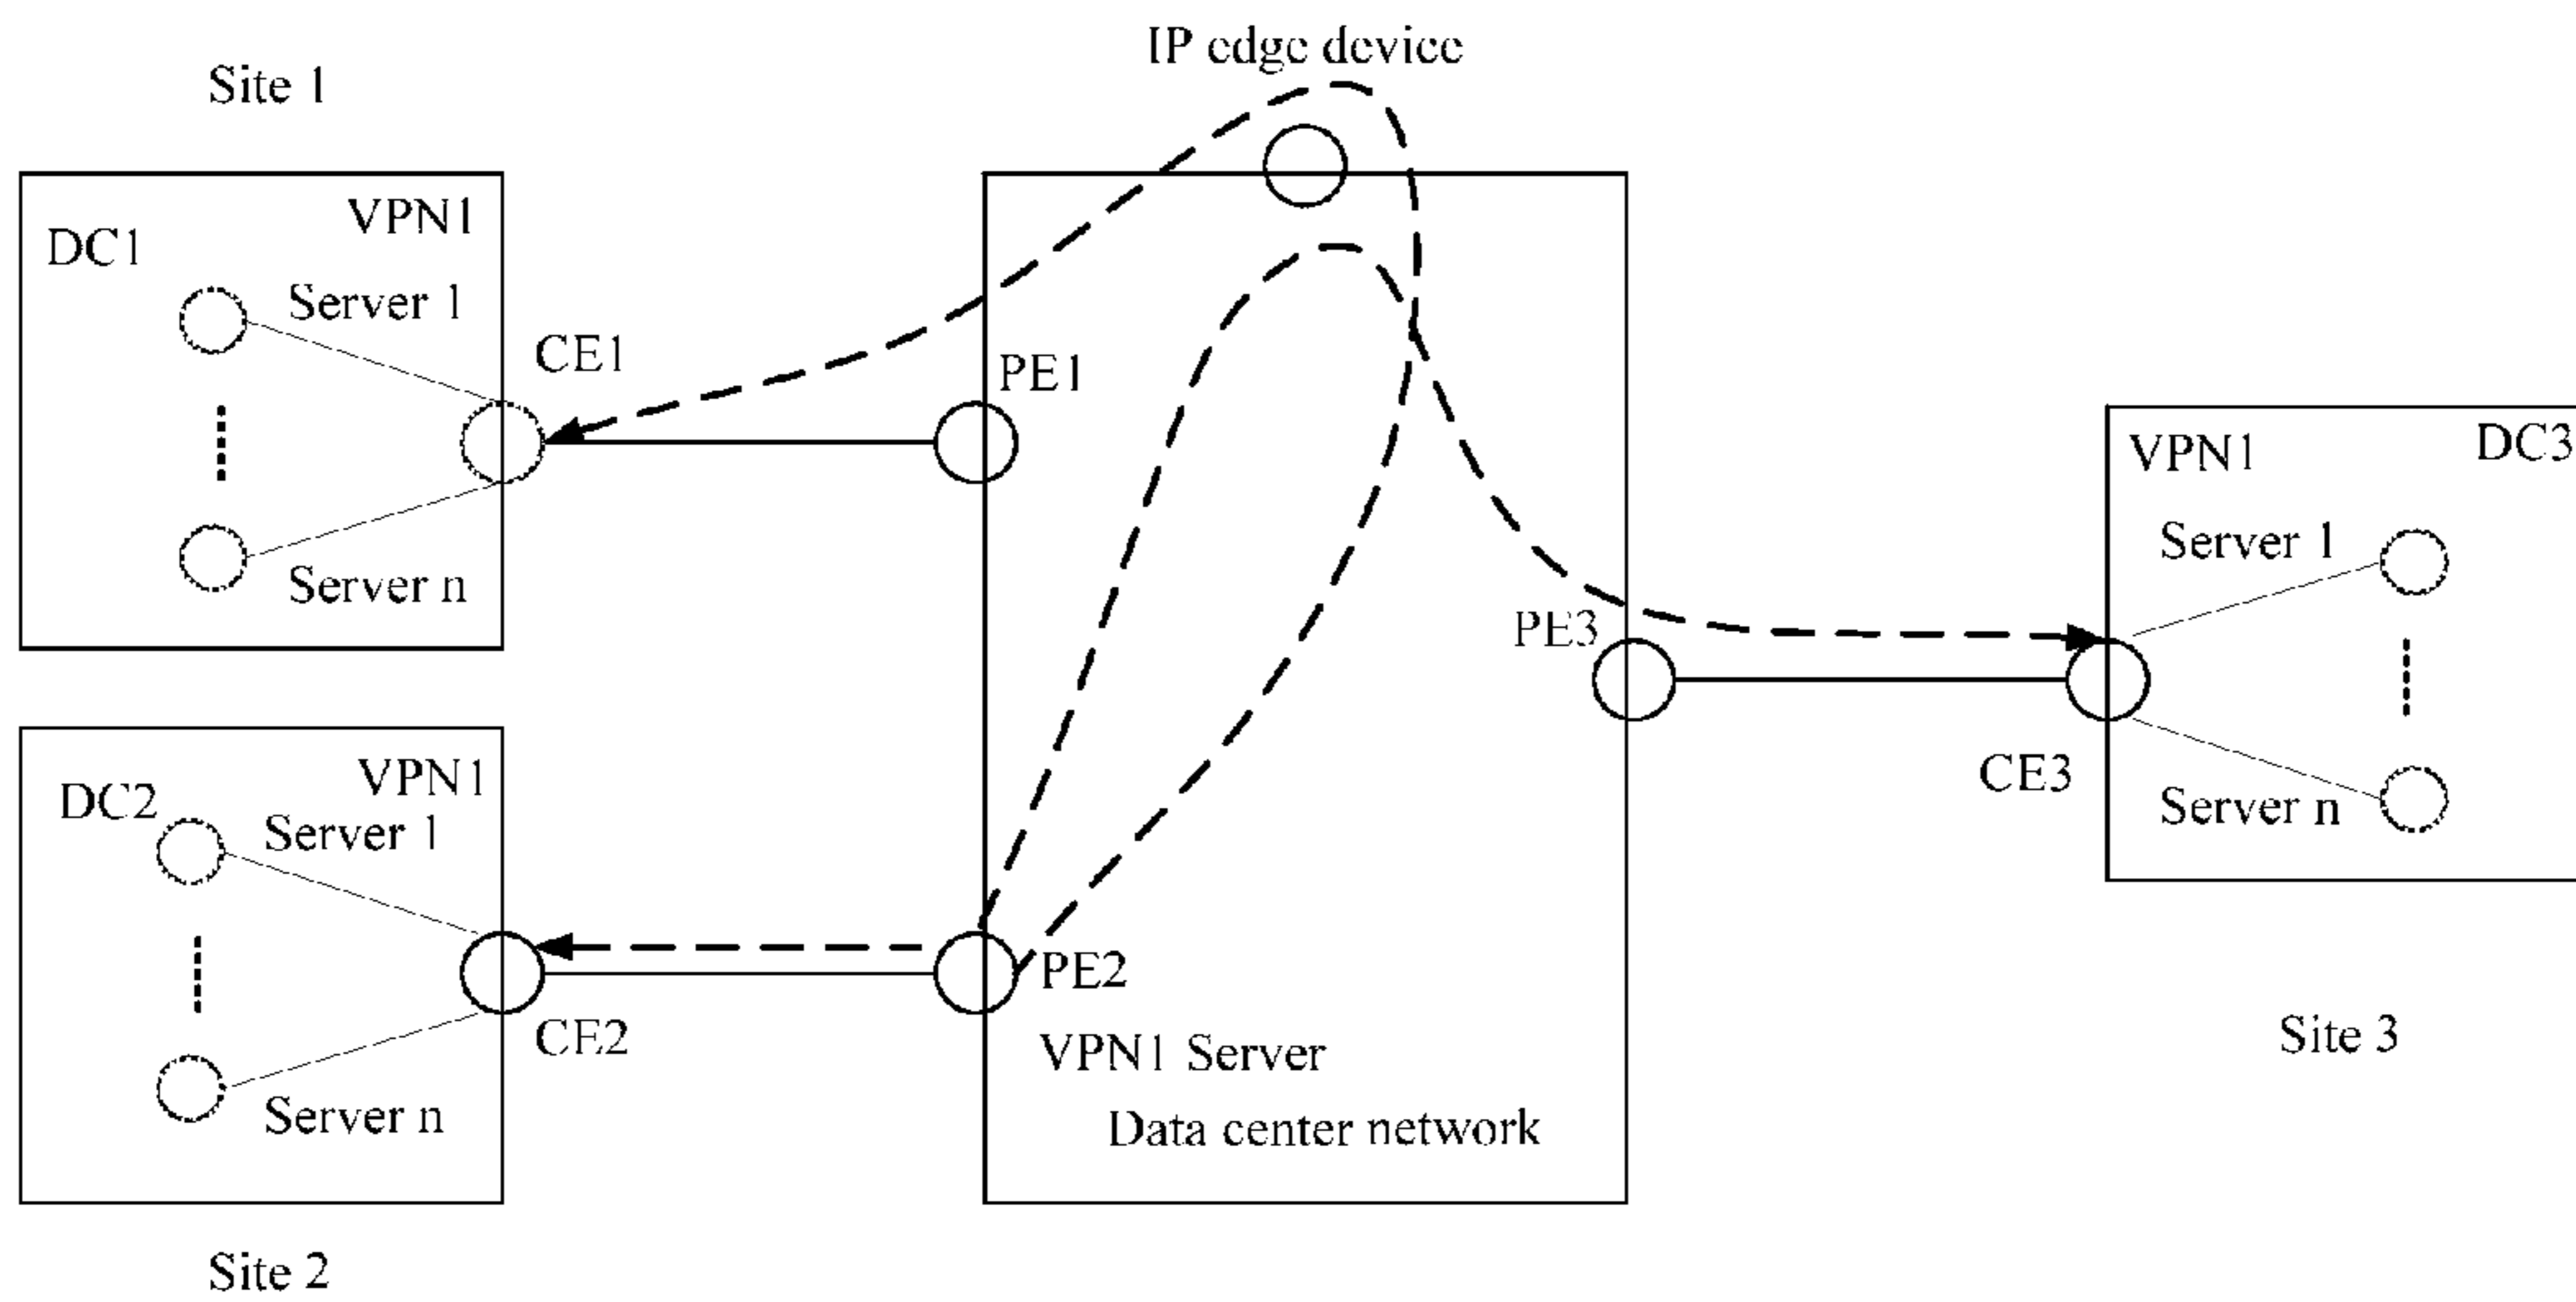 IP edge device
Site 1
VPN1
DC1
Server 1
CE1
PE1
Server n
VPN1
DC3
Server 1
PE3
CE3
Server n
VPN1
DC2
Server 1
PE2
CE2
VPN1 Server
Site 3
Server n
Data center network
Site 2